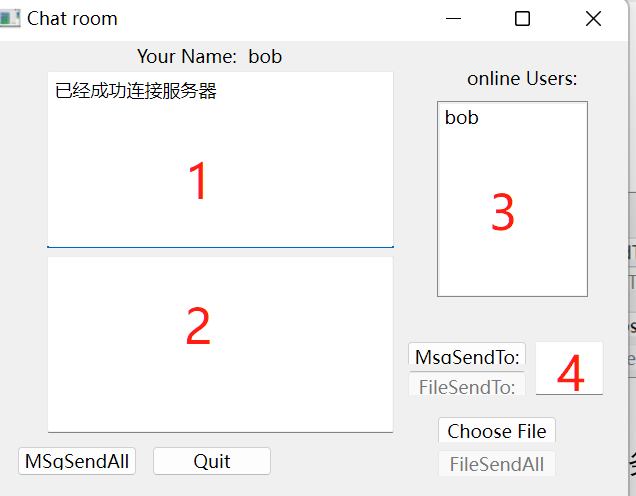 Chat room
Your Name: bob
已经成功连接服务器
1
2
online Users:
bob
3
MsgSendTo:
FileSendTo:
4
Choose File
FileSendAll
MSgSendAll
Quit